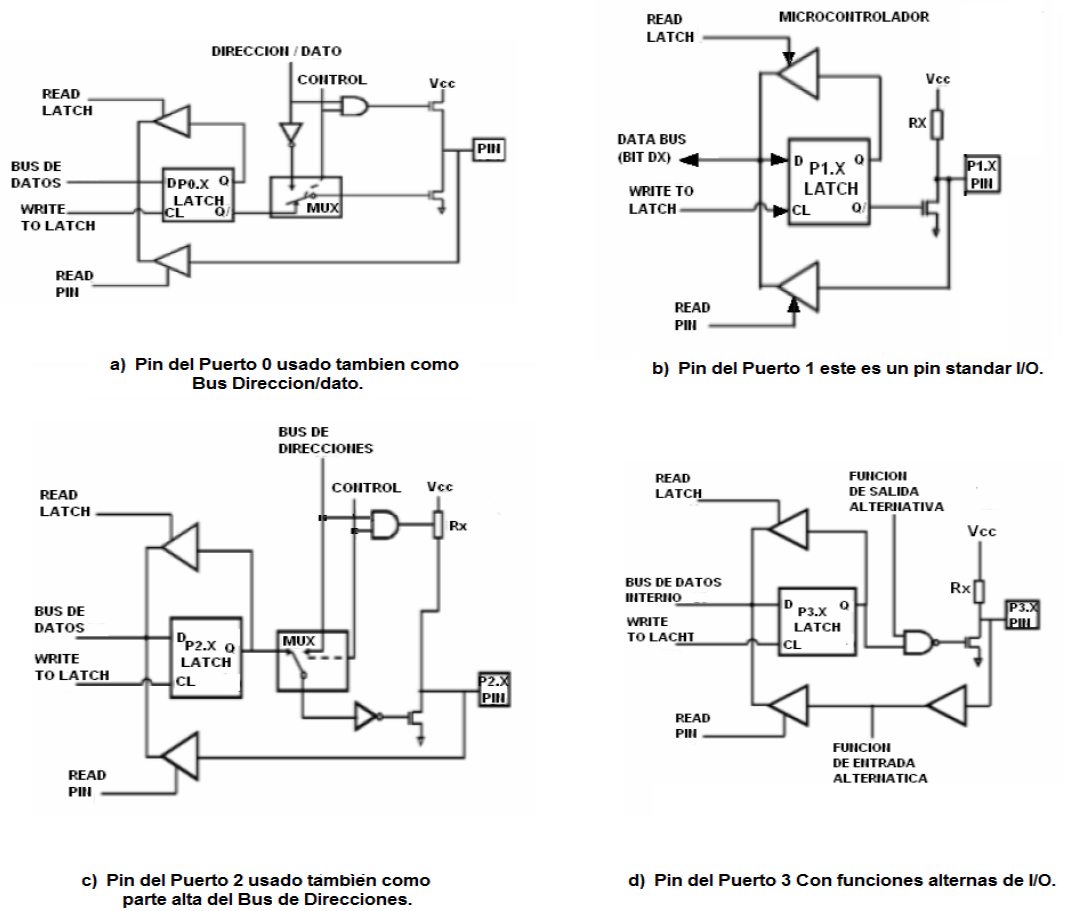 DIRECCION / DATO
CONTROL
Vcc
READ
LATCH
PIN
BUS DE
DATOS
D P0.X Q
LATCH
WRITE
TO LATCH
CL Q/
MUX
READ
PIN
a) Pin del Puerto 0 usado tambien como
Bus Direccion/dato.
READ
LATCH
MICROCONTROLADOR
Vcc
RX
DATA BUS
(BIT DX)
D Q
P1.X
LATCH
P1.X
PIN
WRITE TO
LATCH
CL Q/
READ
PIN
b) Pin del Puerto 1 este es un pin standar I/O.
BUS DE
DIRECCIONES
CONTROL
Vcc
READ
LATCH
Rx
BUS DE
DATOS
D P2.X Q
LATCH
MUX
WRITE
TO LATCH
CL
P2.X
PIN
READ
PIN
c) Pin del Puerto 2 usado también como
parte alta del Bus de Direcciones.
READ
LATCH
FUNCION
DE SALIDA
ALTERNATIVA
Vcc
BUS DE DATOS
INTERNO
Rx
D Q
P3.X
LATCH
P3.X
PIN
WRITE
TO LACHT
CL
READ
PIN
FUNCION
DE ENTRADA
ALTERNATICA
d) Pin del Puerto 3 Con funciones alternas de I/O.